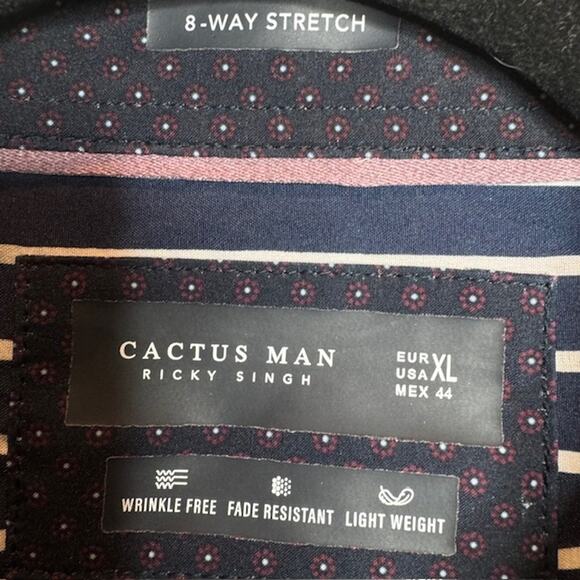 8-WAY STRETCH
CACTUS MAN
RICKY SINGH
EUR
USA XL
MEX 44
WRINKLE FREE FADE RESISTANT LIGHT WEIGHT